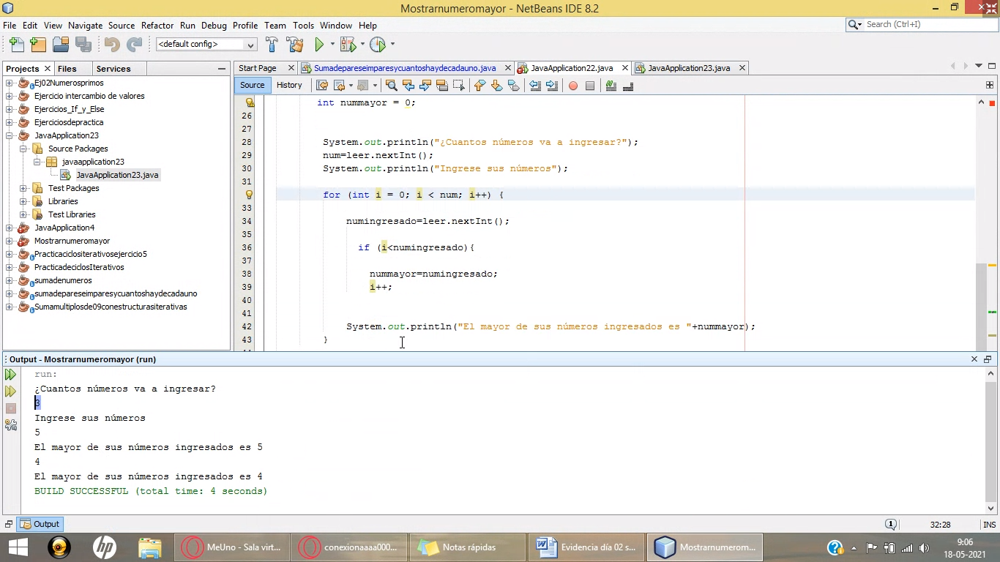 Mostrarnumeromayor - NetBeans IDE 8.2
File Edit View Navigate Source Refactor Run Debug Profile Team Tools Window Help
Search (Ctrl+I)
<default config>
Projects Files Services
Start Page Sumadepareseimparesycuantoshaydecadauno.java JavaApplication22.java JavaApplication23.java
Source History
Ej02Numerosprimos
Ejercicio intercambio de valores
Ejercicios_If_y_Else
Ejerciciosdepractica
JavaApplication23
Source Packages
javaapplication23
JavaApplication23.java
Test Packages
Libraries
Test Libraries
JavaApplication4
Mostrarnumeromayor
Practicaciclositerativosejercicio5
PracticadeciclosIterativos
sumadenumeros
sumadepareseimparesycuantoshaydecadauno
Sumamultiplosde09conestructurasiterativas
int nummayor = 0;
26
27
28 System.out.println("¿Cuantos números va a ingresar?");
29 num=leer.nextInt();
30 System.out.println("Ingrese sus números");
31
for (int i = 0; i < num; i++) {
33
34 numingresado=leer.nextInt();
35
36 if (i<numingresado){
37
38 nummayor=numingresado;
39 i++;
40
41
42 System.out.println("El mayor de sus números ingresados es "+nummayor);
43 }
Output - Mostrarnumeromayor (run)
run:
¿Cuantos números va a ingresar?
3
Ingrese sus números
5
El mayor de sus números ingresados es 5
4
El mayor de sus números ingresados es 4
BUILD SUCCESSFUL (total time: 4 seconds)
Output
1 32:28 INS
hp MeUno - Sala virt... conexionaaaa000... Notas rápidas Evidencia día 02 s... Mostrarnumerom...
9:06
18-05-2021